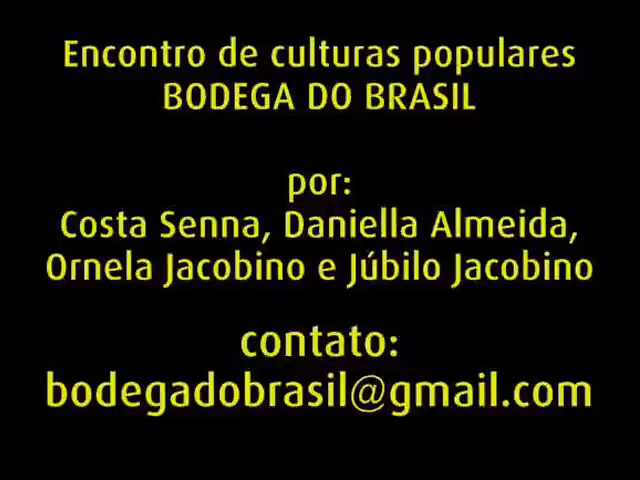 Encontro de culturas populares
BODEGA DO BRASIL
por:
Costa Senna, Daniella Almeida,
Ornela Jacobino e Júbilo Jacobino
contato:
bodegadobrasil@gmail.com